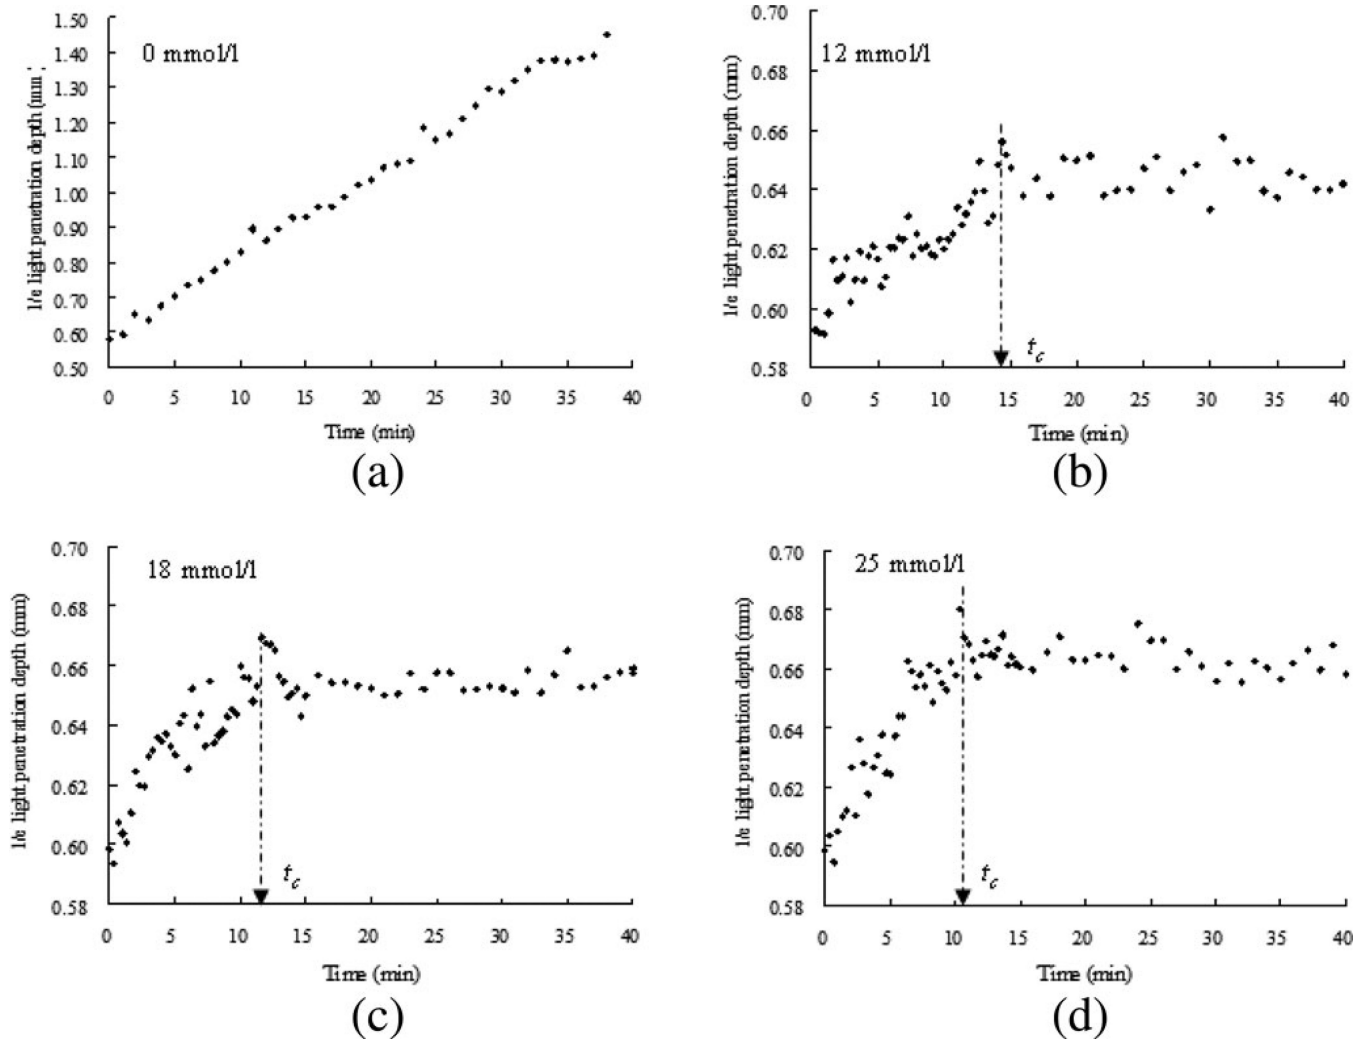 1.50
1.40
1.30
1.20
1.10
1.00
0.90
0.80
0.70
0.60
0.50
1/e light penetration depth (mm)
0 mmol/l
0 5 10 15 20 25 30 35 40
Time (min)
(a)
0.70
0.68
0.66
0.64
0.62
0.60
0.58
1/e light penetration depth (mm)
12 mmol/l
tc
0 5 10 15 20 25 30 35 40
Time (min)
(b)
0.70
0.68
0.66
0.64
0.62
0.60
0.58
1/e light penetration depth (mm)
18 mmol/l
tc
0 5 10 15 20 25 30 35 40
Time (min)
(c)
0.70
0.68
0.66
0.64
0.62
0.60
0.58
1/e light penetration depth (mm)
25 mmol/l
tc
0 5 10 15 20 25 30 35 40
Time (min)
(d)